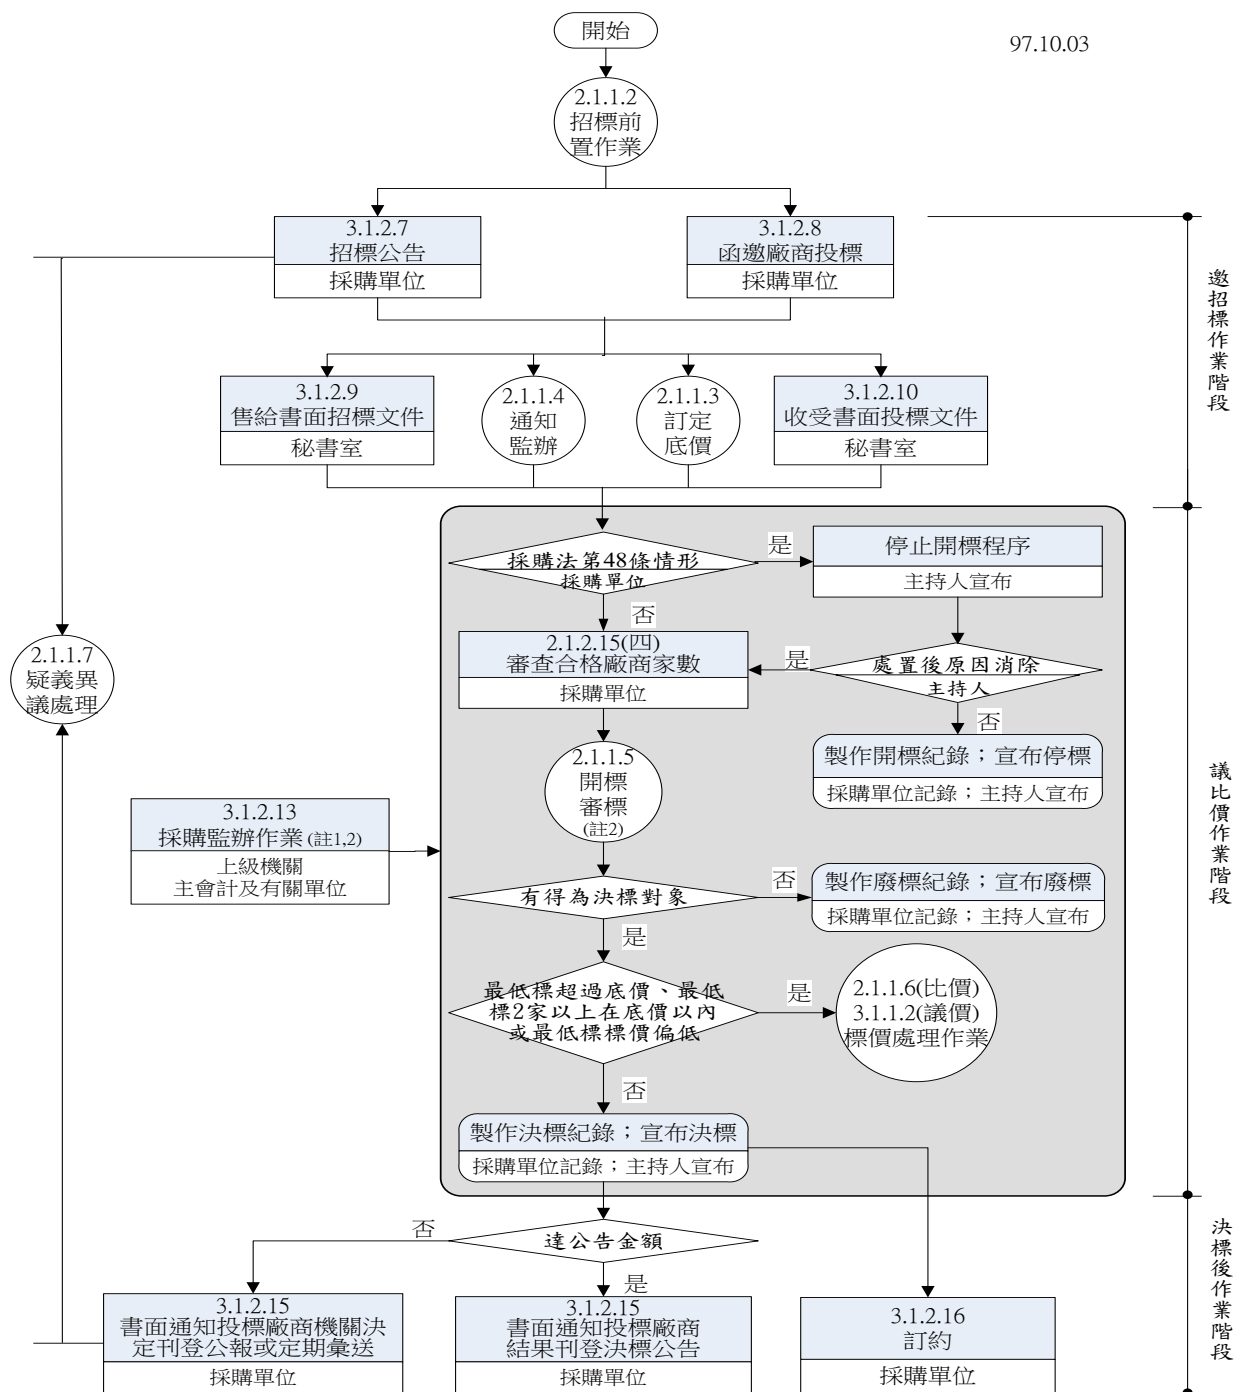 開始
97.10.03
2.1.1.2
招標前
置作業
3.1.2.7
招標公告
採購單位
3.1.2.8
函邀廠商投標
採購單位
邀招標作業階段
3.1.2.9
售給書面招標文件
秘書室
2.1.1.4
通知
監辦
2.1.1.3
訂定
底價
3.1.2.10
收受書面投標文件
秘書室
採購法第48條情形
採購單位
是
停止開標程序
主持人宣布
否
2.1.2.15(四)
審查合格廠商家數
採購單位
是
處置後原因消除
主持人
否
製作開標紀錄；宣布停標
採購單位記錄；主持人宣布
2.1.1.7
疑義異
議處理
2.1.1.5
開標
審標
(註2)
議比價作業階段
3.1.2.13
採購監辦作業(註1,2)
上級機關
主會計及有關單位
有得為決標對象
否
製作廢標紀錄；宣布廢標
採購單位記錄；主持人宣布
是
最低標超過底價、最低
標2家以上在底價以內
或最低標標價偏低
是
2.1.1.6(比價)
3.1.1.2(議價)
標價處理作業
否
製作決標紀錄；宣布決標
採購單位記錄；主持人宣布
達公告金額
否
是
決標後作業階段
3.1.2.15
書面通知投標廠商機關決
定刊登公報或定期彙送
採購單位
3.1.2.15
書面通知投標廠商
結果刊登決標公告
採購單位
3.1.2.16
訂約
採購單位